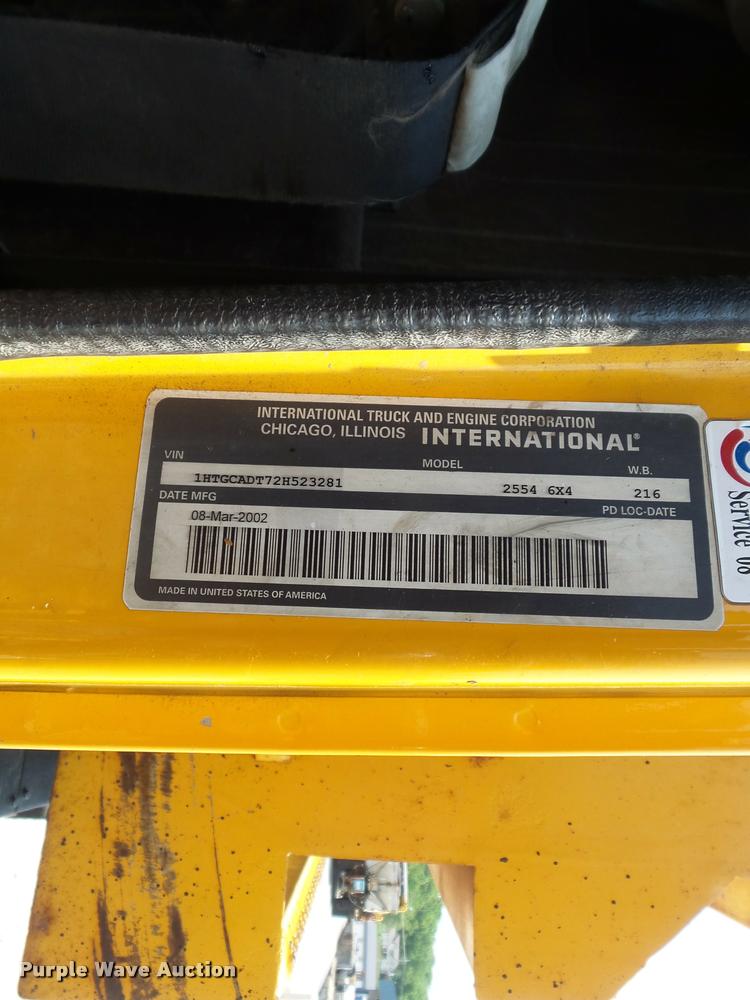 INTERNATIONAL TRUCK AND ENGINE CORPORATION
CHICAGO, ILLINOIS INTERNATIONAL®
VIN MODEL W.B.
1HTGCADT72H523281 2554 6X4 216
DATE MFG PD LOC-DATE
08-Mar-2002
MADE IN UNITED STATES OF AMERICA
Service 08
Purple Wave Auction